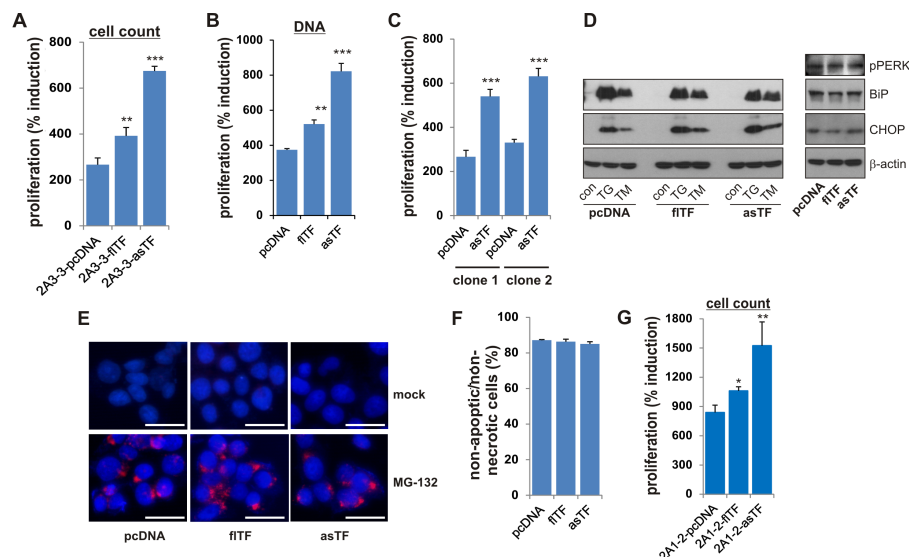 A
cell count
proliferation (% induction)
800
600
400
200
0
**
***
2A3-3-pcDNA
2A3-3-flTF
2A3-3-asTF
B
DNA
proliferation (% induction)
1000
800
600
400
200
0
**
***
pcDNA
flTF
asTF
C
proliferation (% induction)
800
600
400
200
0
***
***
pcDNA
asTF
pcDNA
asTF
clone 1
clone 2
D
con
TG
TM
con
TG
TM
con
TG
TM
pcDNA
flTF
asTF
pPERK
BiP
CHOP
β-actin
pcDNA
flTF
asTF
E
mock
MG-132
pcDNA
flTF
asTF
F
non-apoptic/non-
necrotic cells (%)
100
80
60
40
20
0
pcDNA
flTF
asTF
G
cell count
proliferation (% induction)
1800
1500
1200
900
600
300
0
*
**
2A1-2-pcDNA
2A1-2-flTF
2A1-2-asTF